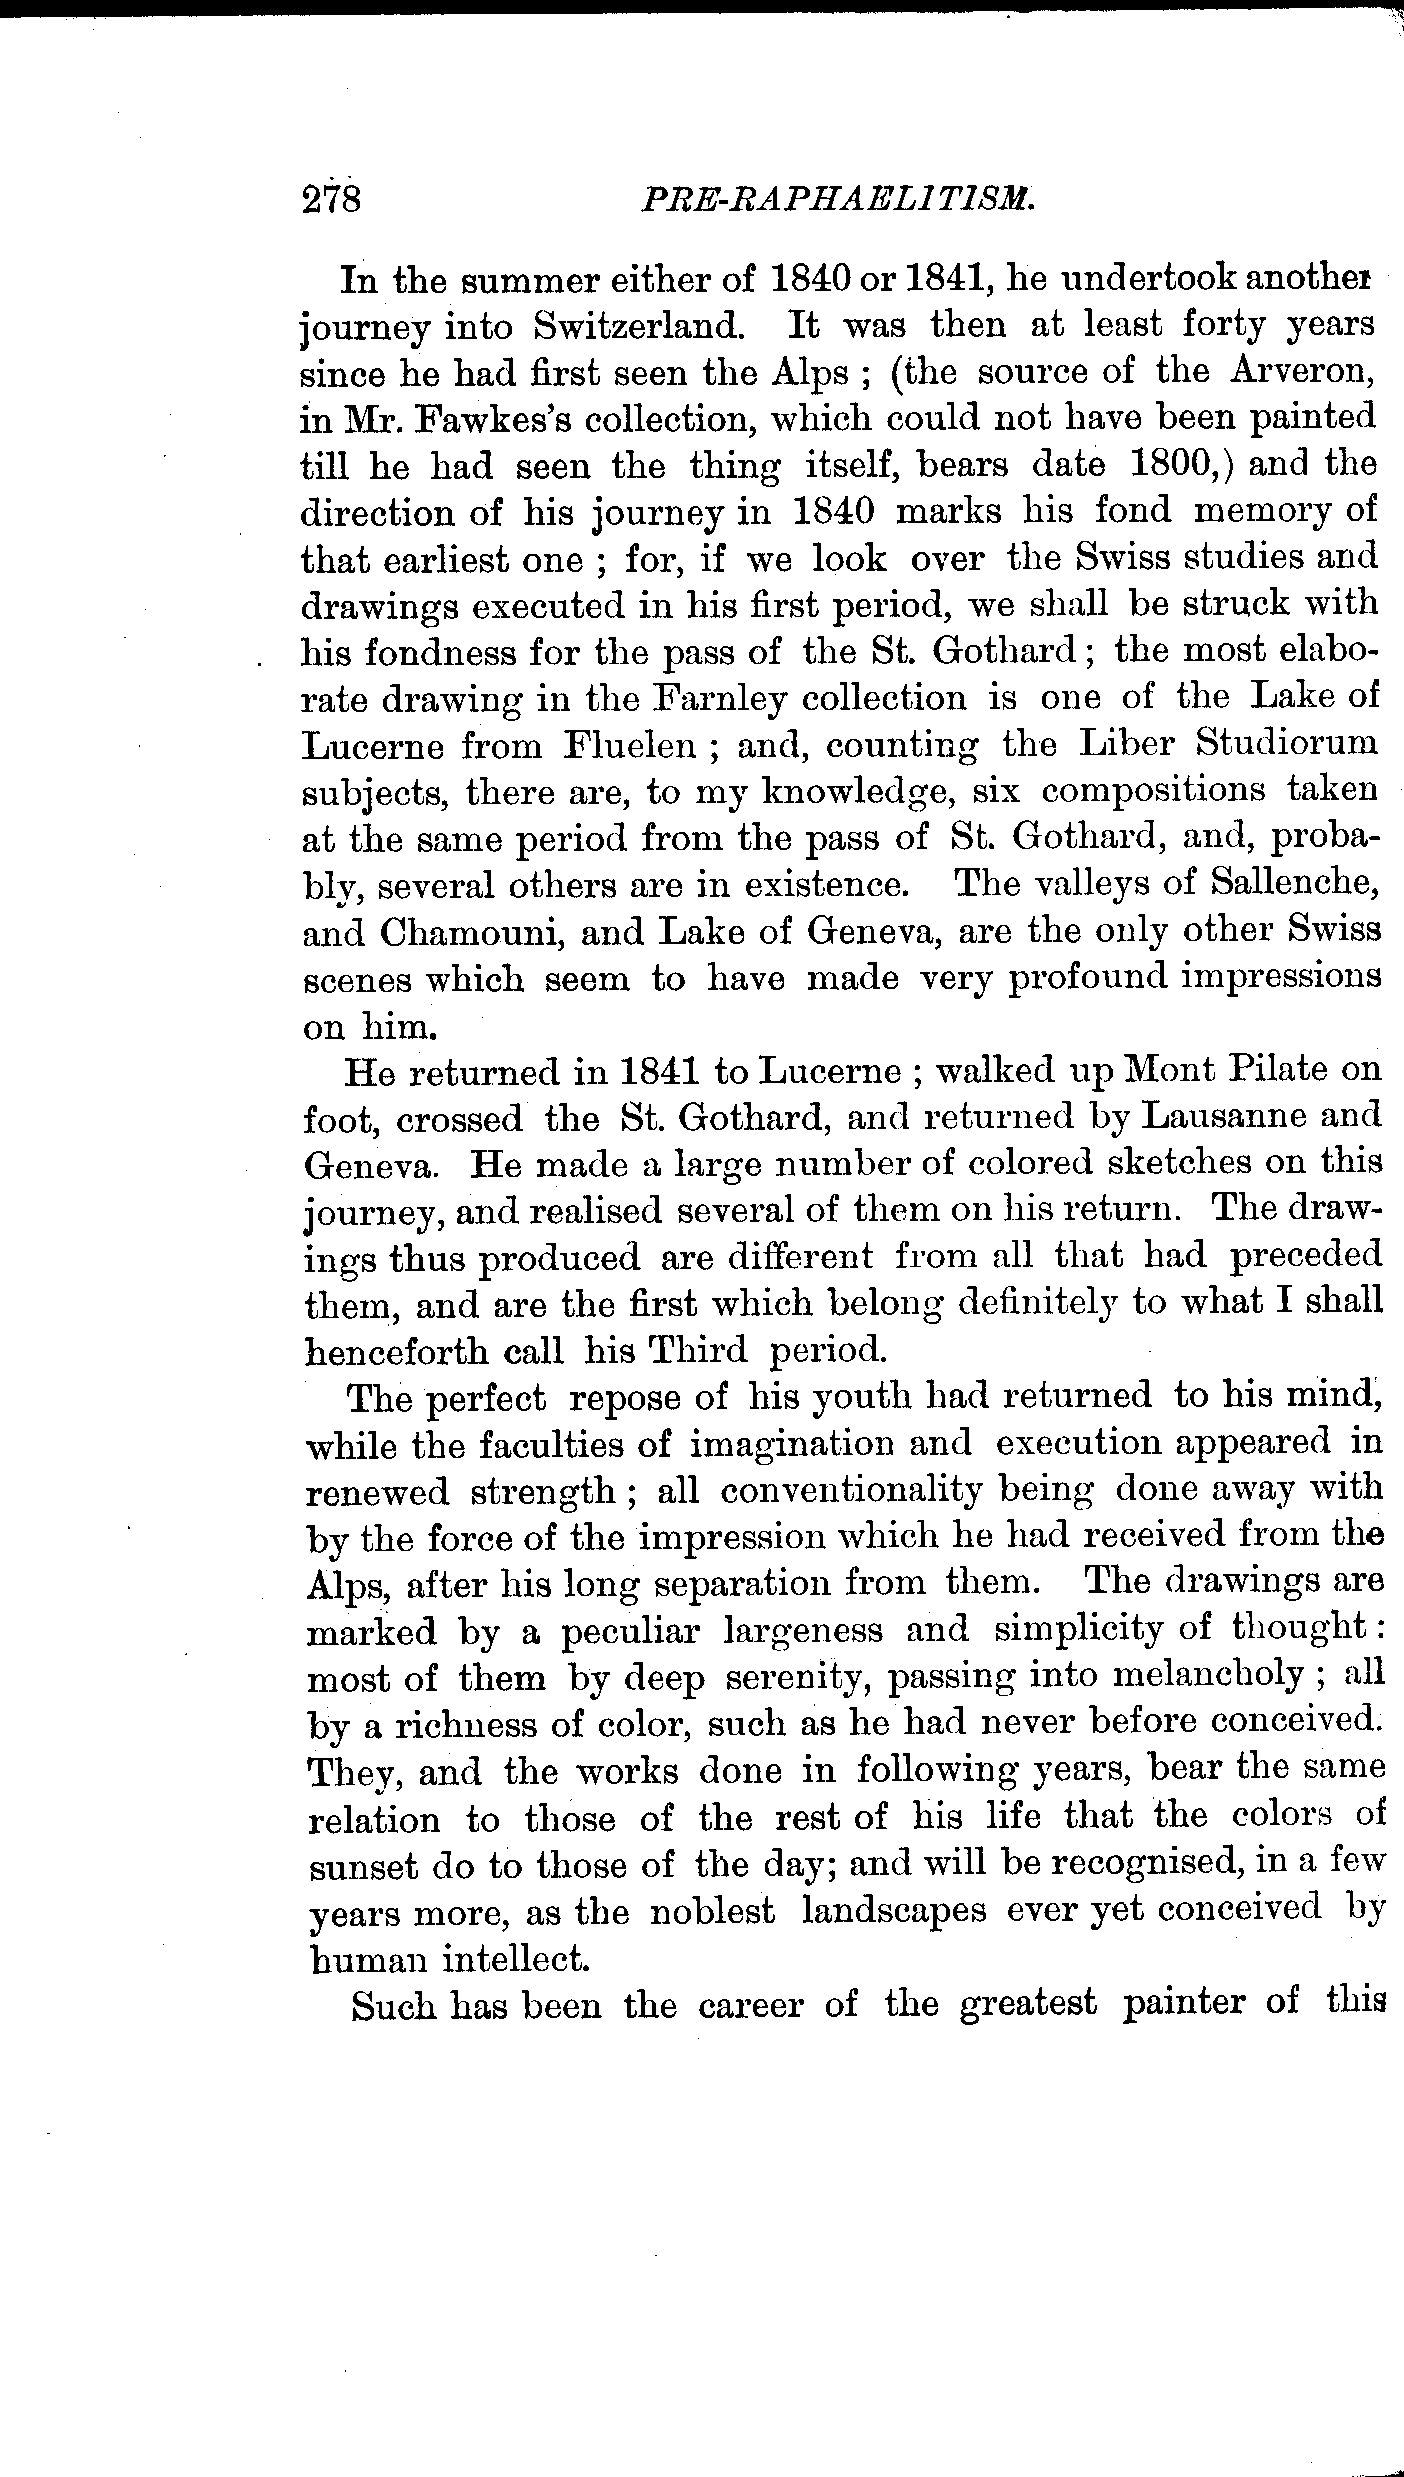 278 PRE-RAPHAELITISM.
In the summer either of 1840 or 1841, he undertook another
journey into Switzerland. It was then at least forty years
since he had first seen the Alps ; (the source of the Arveron,
in Mr. Fawkes's collection, which could not have been painted
till he had seen the thing itself, bears date 1800,) and the
direction of his journey in 1840 marks his fond memory of
that earliest one ; for, if we look over the Swiss studies and
drawings executed in his first period, we shall be struck with
his fondness for the pass of the St. Gothard ; the most elabo-
rate drawing in the Farnley collection is one of the Lake of
Lucerne from Fluelen ; and, counting the Liber Studiorum
subjects, there are, to my knowledge, six compositions taken
at the same period from the pass of St. Gothard, and, proba-
bly, several others are in existence. The valleys of Sallenche,
and Chamouni, and Lake of Geneva, are the only other Swiss
scenes which seem to have made very profound impressions
on him.
He returned in 1841 to Lucerne ; walked up Mont Pilate on
foot, crossed the St. Gothard, and returned by Lausanne and
Geneva. He made a large number of colored sketches on this
journey, and realised several of them on his return. The draw-
ings thus produced are different from all that had preceded
them, and are the first which belong definitely to what I shall
henceforth call his Third period.
The perfect repose of his youth had returned to his mind,
while the faculties of imagination and execution appeared in
renewed strength ; all conventionality being done away with
by the force of the impression which he had received from the
Alps, after his long separation from them. The drawings are
marked by a peculiar largeness and simplicity of thought :
most of them by deep serenity, passing into melancholy ; all
by a richness of color, such as he had never before conceived.
They, and the works done in following years, bear the same
relation to those of the rest of his life that the colors of
sunset do to those of the day; and will be recognised, in a few
years more, as the noblest landscapes ever yet conceived by
human intellect.
Such has been the career of the greatest painter of this